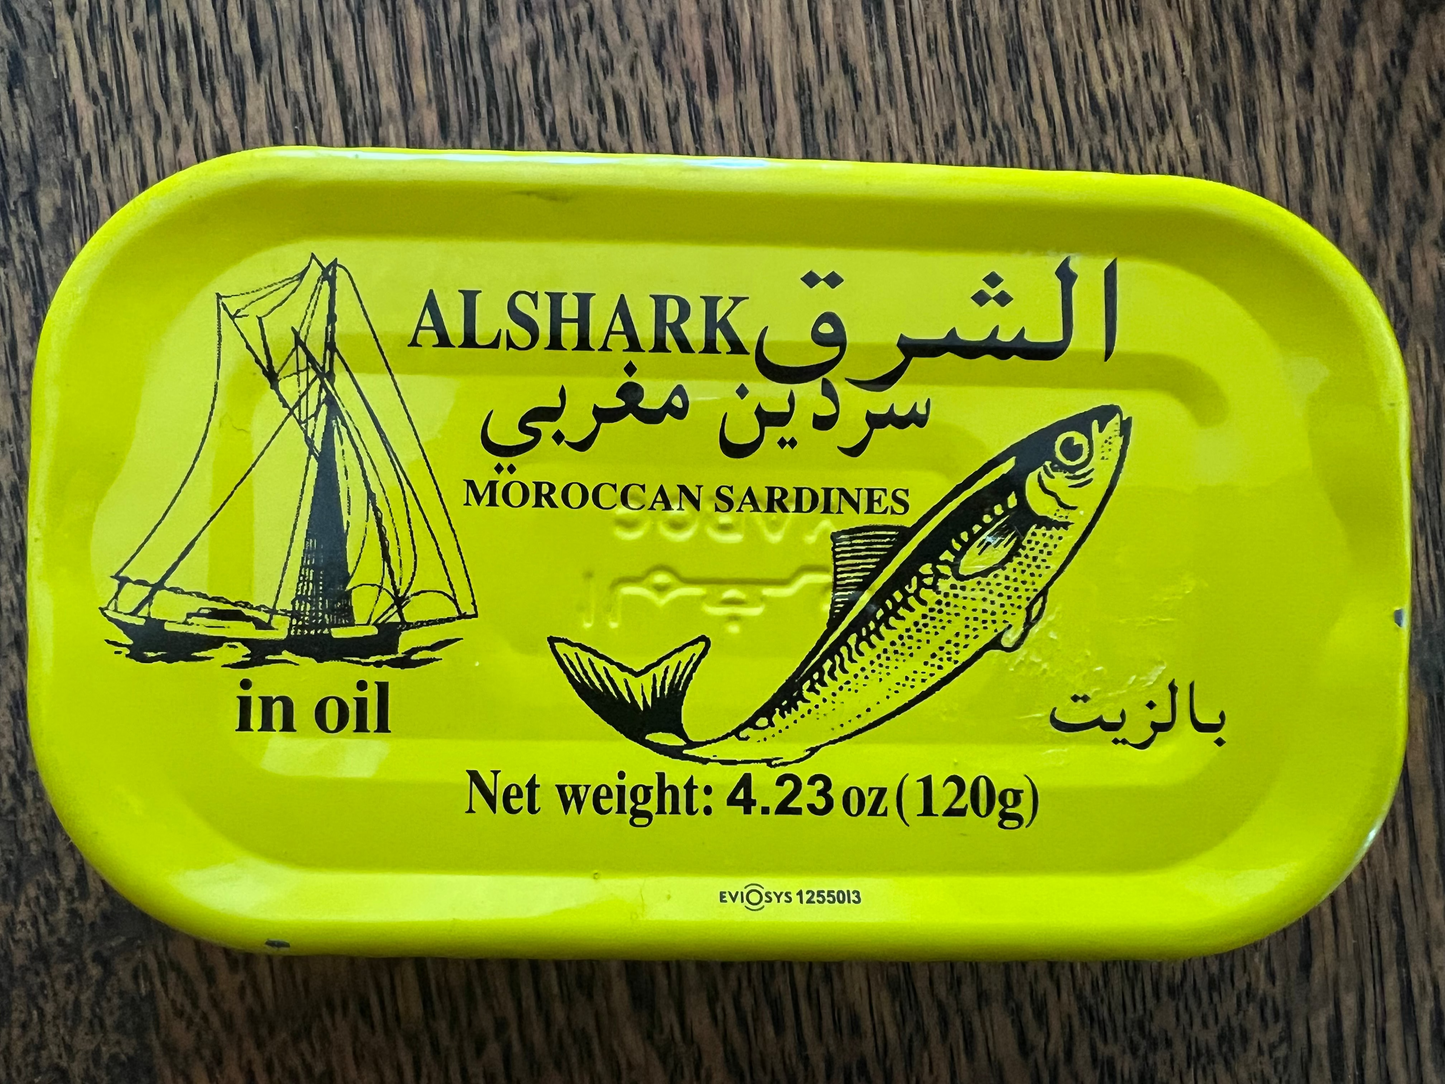 ALSHARK الشرق
سردين مغربي
MOROCCAN SARDINES
in oil
بالزيت
Net weight: 4.23 oz (120g)
EVIOSYS 1255013